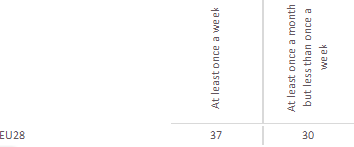 At least once a week
At least once a month
but less than once a
week
EU28 37 30